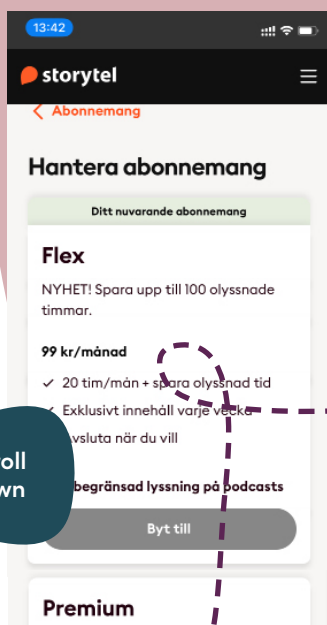 13:42
storytel
Abonnemang
Hantera abonnemang
Ditt nuvarande abonnemang
Flex
NYHET! Spara upp till 100 olyssnade
timmar.
99 kr/månad
20 tim/mån + spara olyssnad tid
Exklusivt innehåll varje vecka
vsluta när du vill
oll
wn
begränsad lyssning på podcasts
Byt till
Premium